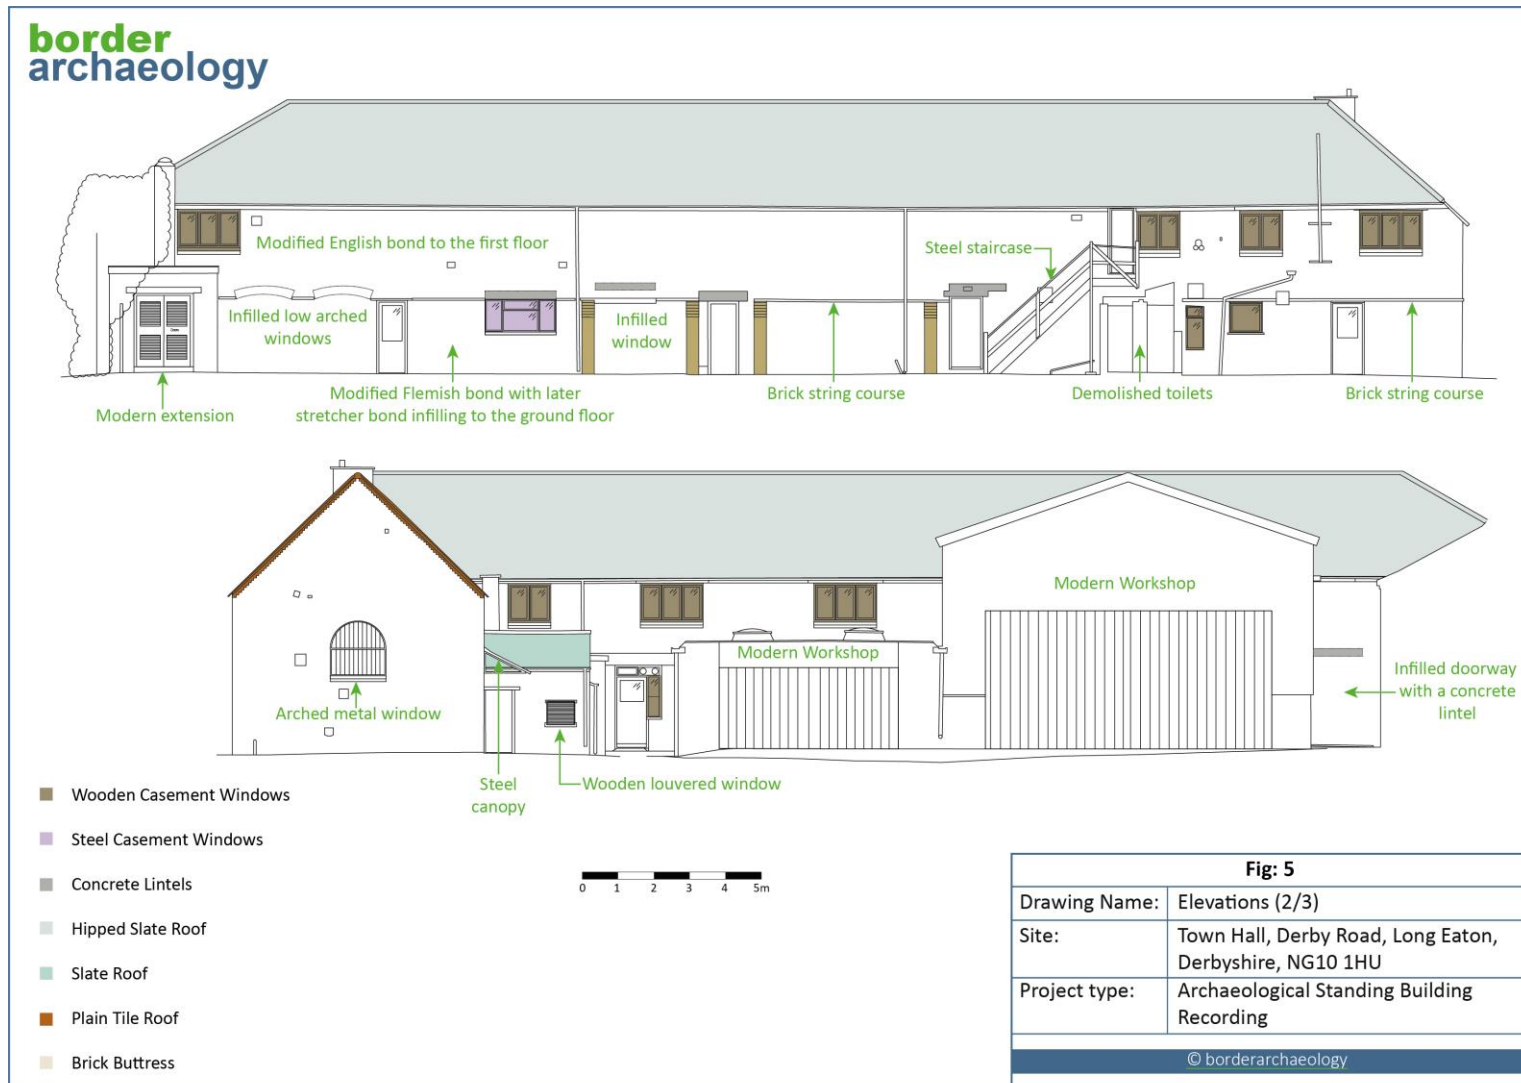 border
archaeology
Modified English bond to the first floor
Steel staircase
Infilled low arched
windows
Infilled
window
Modern extension
Modified Flemish bond with later
stretcher bond infilling to the ground floor
Brick string course
Demolished toilets
Brick string course
Modern Workshop
Modern Workshop
Infilled doorway
with a concrete
lintel
Arched metal window
Steel
canopy
Wooden louvered window
Wooden Casement Windows
Steel Casement Windows
Concrete Lintels
Hipped Slate Roof
Slate Roof
Plain Tile Roof
Brick Buttress
0 1 2 3 4 5m
Fig: 5
Drawing Name: Elevations (2/3)
Site: Town Hall, Derby Road, Long Eaton,
Derbyshire, NG10 1HU
Project type: Archaeological Standing Building
Recording
© borderarchaeology